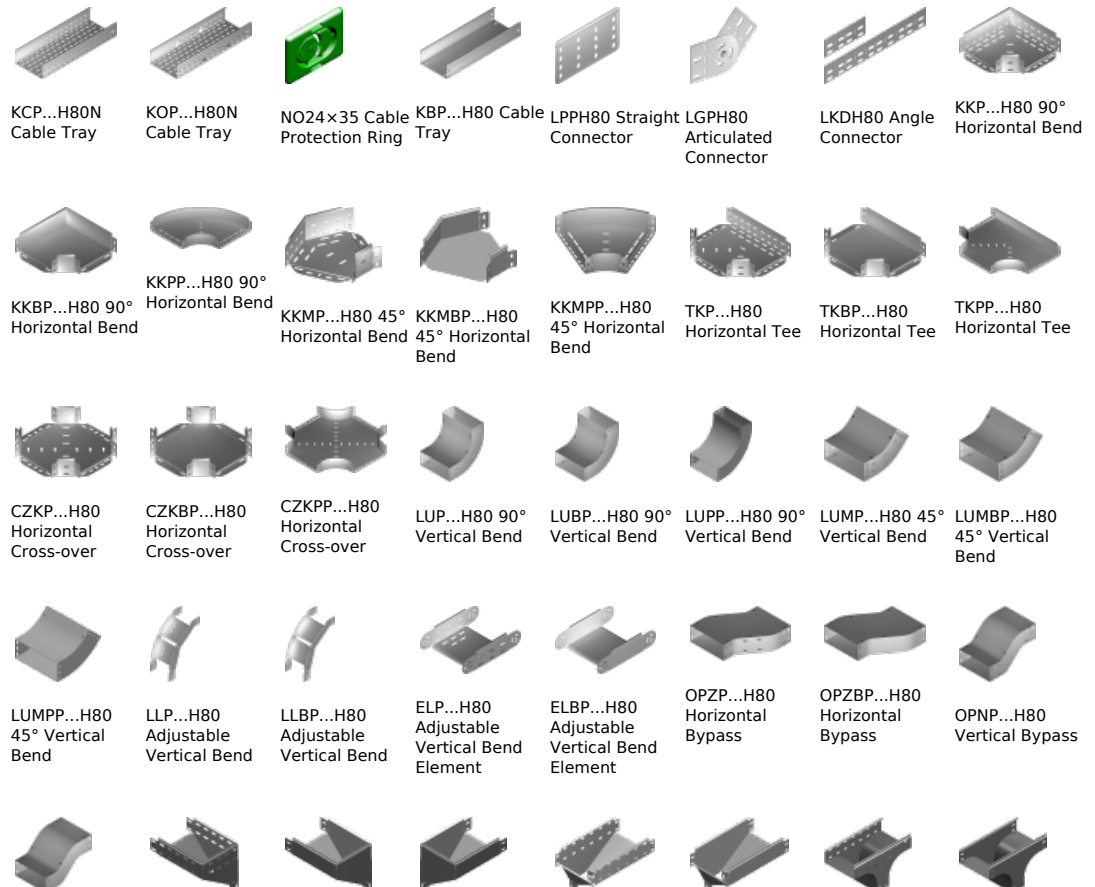 KCP...H80N
Cable Tray
KOP...H80N
Cable Tray
NO24×35 Cable
Protection Ring
KBP...H80 Cable
Tray
LPPH80 Straight
Connector
LGPH80
Articulated
Connector
LKDH80 Angle
Connector
KKP...H80 90°
Horizontal Bend
KKBP...H80 90°
Horizontal Bend
KKPP...H80 90°
Horizontal Bend
KKMP...H80 45°
Horizontal Bend
KKMBP...H80
45° Horizontal
Bend
KKMPP...H80
45° Horizontal
Bend
TKP...H80
Horizontal Tee
TKBP...H80
Horizontal Tee
TKPP...H80
Horizontal Tee
CZKP...H80
Horizontal
Cross-over
CZKBP...H80
Horizontal
Cross-over
CZKPP...H80
Horizontal
Cross-over
LUP...H80 90°
Vertical Bend
LUBP...H80 90°
Vertical Bend
LUPP...H80 90°
Vertical Bend
LUMP...H80 45°
Vertical Bend
LUMBP...H80
45° Vertical
Bend
LUMPP...H80
45° Vertical
Bend
LLP...H80
Adjustable
Vertical Bend
LLBP...H80
Adjustable
Vertical Bend
ELP...H80
Adjustable
Vertical Bend
Element
ELBP...H80
Adjustable
Vertical Bend
Element
OPZP...H80
Horizontal
Bypass
OPZBP...H80
Horizontal
Bypass
OPNP...H80
Vertical Bypass